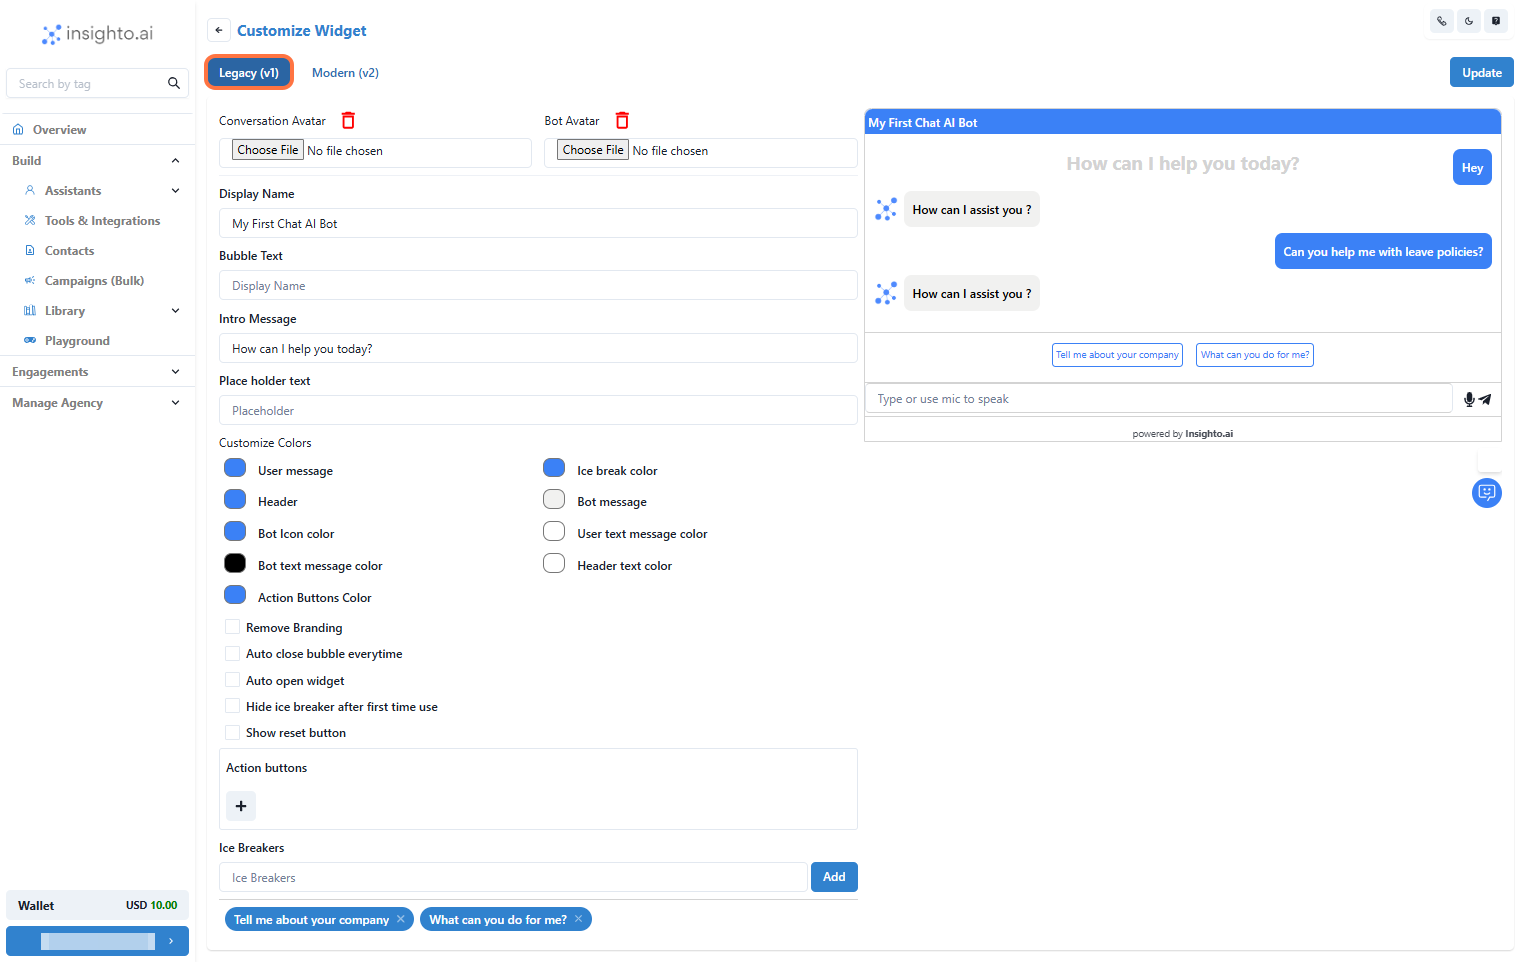 insighto.ai
Search by tag
Overview
Build
Assistants
Tools & Integrations
Contacts
Campaigns (Bulk)
Library
Playground
Engagements
Manage Agency
Wallet USD 10.00
Customize Widget
Legacy (v1) Modern (v2)
Update
Conversation Avatar Bot Avatar
Choose File No file chosen Choose File No file chosen
Display Name
My First Chat AI Bot
Bubble Text
Display Name
Intro Message
How can I help you today?
Place holder text
Placeholder
Customize Colors
User message Ice break color
Header Bot message
Bot Icon color User text message color
Bot text message color Header text color
Action Buttons Color
Remove Branding
Auto close bubble everytime
Auto open widget
Hide ice breaker after first time use
Show reset button
Action buttons
+
Ice Breakers
Ice Breakers Add
Tell me about your company × What can you do for me? ×
My First Chat AI Bot
How can I help you today?
Hey
How can I assist you ?
Can you help me with leave policies?
How can I assist you ?
Tell me about your company What can you do for me?
Type or use mic to speak
powered by Insighto.ai